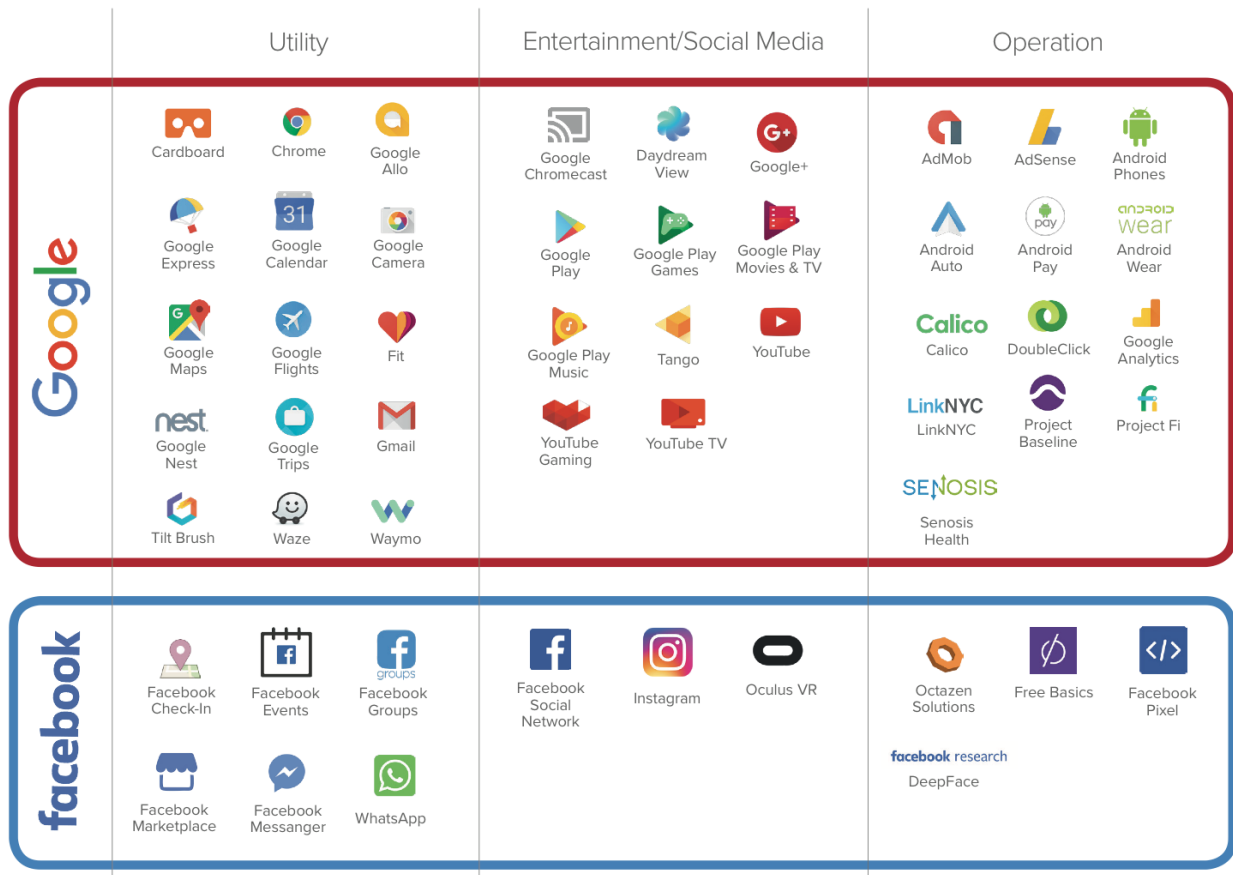 Utility
Entertainment/Social Media
Operation
Google
Cardboard
Chrome
Google
Allo
Google
Express
31
Google
Calendar
Google
Camera
G
Google
Maps
Google
Flights
Fit
nest
Google
Nest
Google
Trips
Gmail
Tilt Brush
Waze
Waymo
Google
Chromecast
Daydream
View
G+
Google+
Google
Play
Google Play
Games
Google Play
Movies & TV
Google Play
Music
Tango
YouTube
YouTube
Gaming
YouTube TV
AdMob
AdSense
Android
Phones
Android
Auto
pay
Android
Pay
android
wear
Android
Wear
Calico
Calico
DoubleClick
Google
Analytics
LinkNYC
LinkNYC
Project
Baseline
fi
Project Fi
SENOSIS
Senosis
Health
facebook
Facebook
Check-In
f
Facebook
Events
f
groups
Facebook
Groups
Facebook
Marketplace
Facebook
Messanger
WhatsApp
f
Facebook
Social
Network
Instagram
Oculus VR
Octazen
Solutions
Free Basics
</>
Facebook
Pixel
facebook research
DeepFace